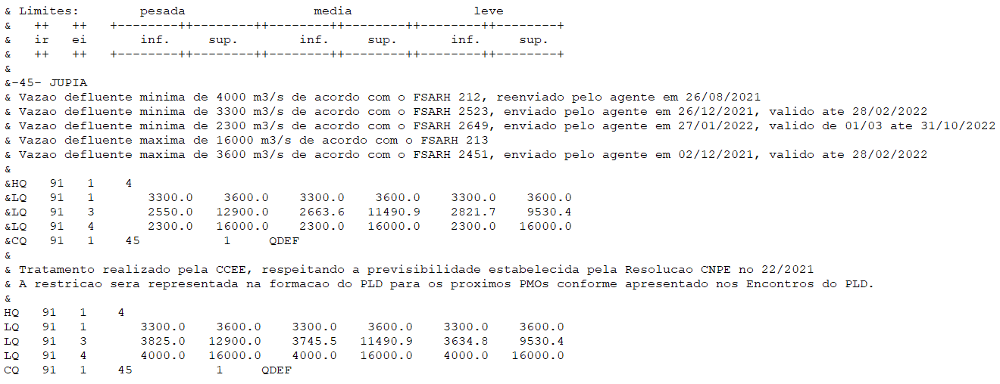 & Limites:        pesada                 media                leve
&   ++   ++   +--------++--------++--------++--------++--------++--------+
&   ir   ei     inf.     sup.        inf.     sup.       inf.     sup.
&   ++   ++   +--------++--------++--------++--------++--------++--------+
&
&-45- JUPIA
& Vazao defluente minima de 4000 m3/s de acordo com o FSARH 212, reenviado pelo agente em 26/08/2021
& Vazao defluente minima de 3300 m3/s de acordo com o FSARH 2523, enviado pelo agente em 26/12/2021, valido ate 28/02/2022
& Vazao defluente minima de 2300 m3/s de acordo com o FSARH 2649, enviado pelo agente em 27/01/2022, valido de 01/03 ate 31/10/2022
& Vazao defluente maxima de 16000 m3/s de acordo com o FSARH 213
& Vazao defluente maxima de 3600 m3/s de acordo com o FSARH 2451, enviado pelo agente em 02/12/2021, valido ate 28/02/2022
&
&HQ   91   1    4
&LQ   91   1       3300.0    3600.0    3300.0    3600.0    3300.0    3600.0
&LQ   91   3       2550.0   12900.0    2663.6   11490.9    2821.7    9530.4
&LQ   91   4       2300.0   16000.0    2300.0   16000.0    2300.0   16000.0
&CQ   91   1    45           1     QDEF
&
& Tratamento realizado pela CCEE, respeitando a previsibilidade estabelecida pela Resolucao CNPE no 22/2021
& A restricao sera representada na formacao do PLD para os proximos PMOs conforme apresentado nos Encontros do PLD.
&
HQ   91   1    4
LQ   91   1       3300.0    3600.0    3300.0    3600.0    3300.0    3600.0
LQ   91   3       3825.0   12900.0    3745.5   11490.9    3634.8    9530.4
LQ   91   4       4000.0   16000.0    4000.0   16000.0    4000.0   16000.0
CQ   91   1    45           1     QDEF